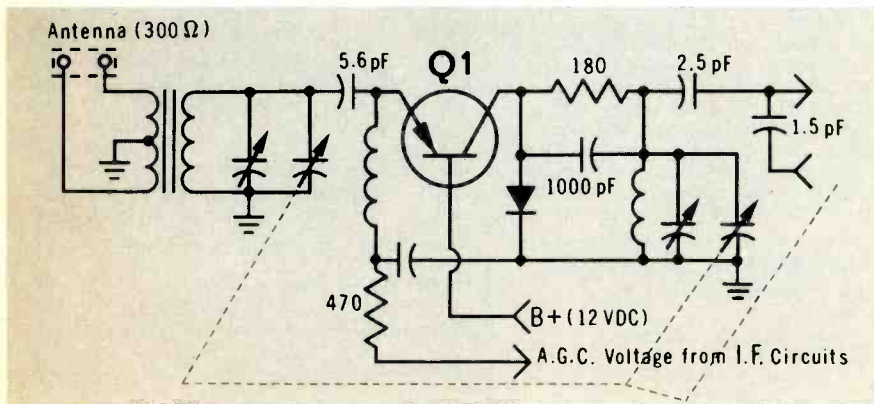 Antenna (300Ω)
5.6 pF
Q1
180
2.5 pF
1.5 pF
1000 pF
470
B+ (12 VDC)
A.G.C. Voltage from I.F. Circuits